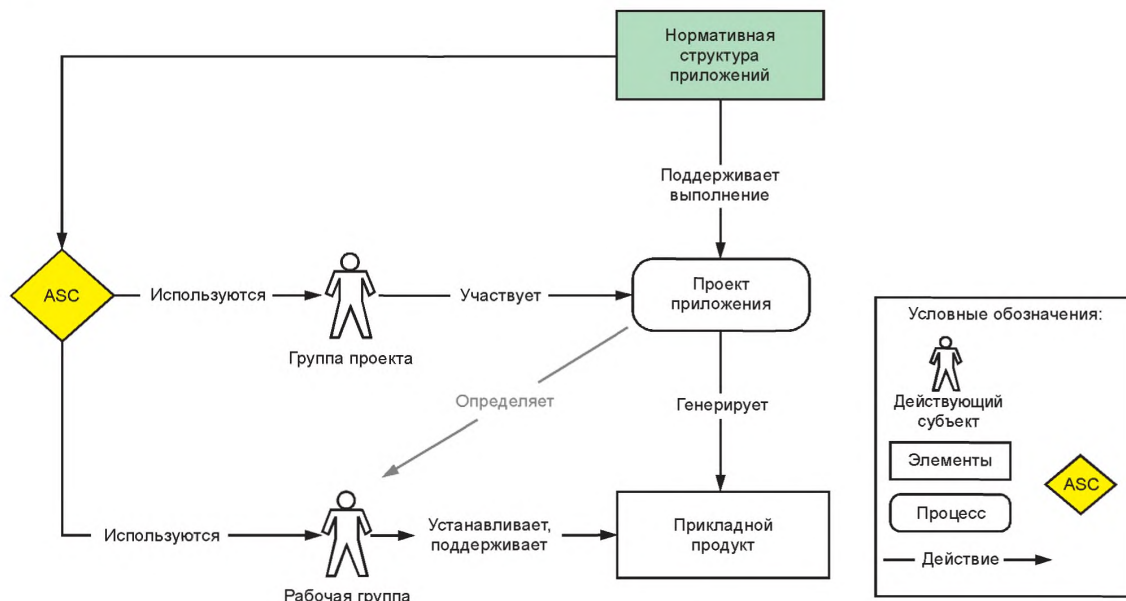 Нормативная
структура
приложений
Поддерживает
выполнение
ASC
Используются
Участвует
Проект
приложения
Группа проекта
Определяет
Генерирует
Используются
Устанавливает,
поддерживает
Прикладной
продукт
Рабочая группа
Условные обозначения:
Действующий
субъект
Элементы
ASC
Процесс
Действие